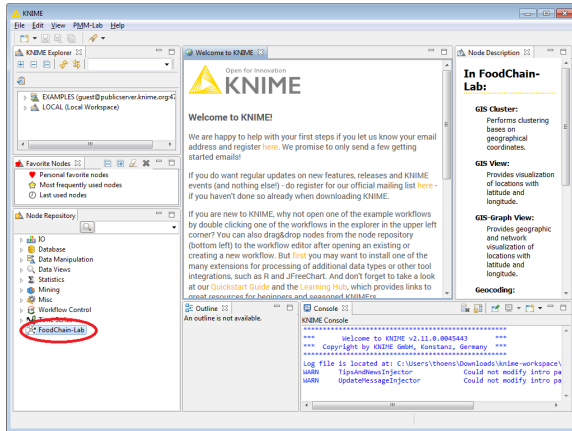 KNIME
File Edit View PMM-Lab Help
KNIME Explorer
EXAMPLES (guest@publicserver.knime.org:47
LOCAL (Local Workspace)
Favorite Nodes
Personal favorite nodes
Most frequently used nodes
Last used nodes
Node Repository
IO
Database
Data Manipulation
Data Views
Statistics
Mining
Misc
Workflow Control
FoodChain-Lab
Welcome to KNIME
Open for Innovation
KNIME
Welcome to KNIME!
We are happy to help with your first steps if you let us know your email
address and register here. We promise to only send a few getting
started emails!
If you do want regular updates on new features, releases and KNIME
events (and nothing else!) - do register for our official mailing list here -
if you haven't done so already when downloading KNIME.
If you are new to KNIME, why not open one of the example workflows
by double clicking one of the workflows in the explorer in the upper left
corner? You can also drag&drop nodes from the node repository
(bottom left) to the workflow editor after opening an existing or
creating a new workflow. But first you may want to install one of the
many extensions for processing of additional data types or other tool
integrations, such as R and JFreeChart. And don't forget to take a look
at our Quickstart Guide and the Learning Hub, which provides links to
great resources for beginners and seasoned KNIMErs
Node Description
In FoodChain-
Lab:
GIS Cluster:
Performs clustering
bases on
geographical
coordinates.
GIS View:
Provides visualization
of locations with
latitude and
longitude.
GIS-Graph View:
Provides geographic
and network
visualization of
locations with
latitude and
longitude.
Geocoding:
Outline
An outline is not available.
Console
KNIME Console
***************************************************
*** Welcome to KNIME v2.11.0.0045443 ***
*** Copyright by KNIME GmbH, Konstanz, Germany ***
***************************************************
Log file is located at: C:\Users\thoens\Downloads\knime-workspace\
WARN TipsAndNewsInjector Could not modify intro pa
WARN UpdateMessageInjector Could not modify intro pa